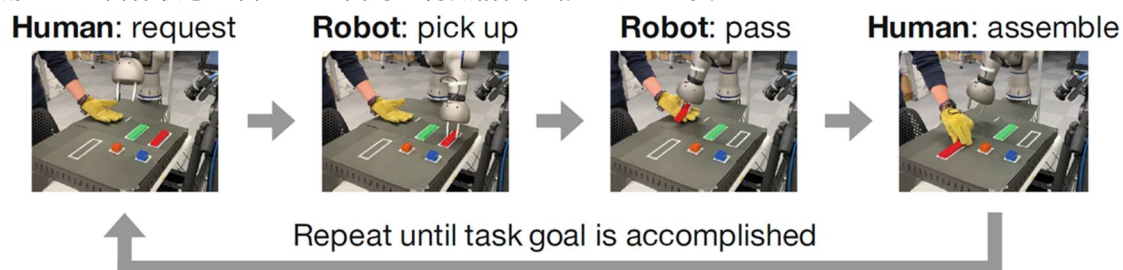 Human: request
Robot: pick up
Robot: pass
Human: assemble
Repeat until task goal is accomplished